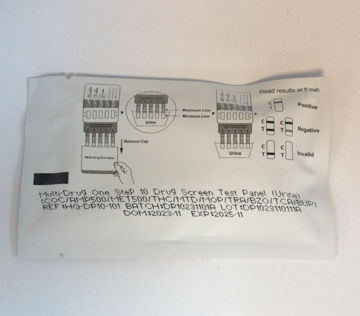 Read results at 5 min
Maximum Line
Minimum Line
Urine
Remove Cap
Urine
C
T
Positive
C
T
C
T
Negative
C
T
Invalid
Multi-Drug One Step 10 Drug Screen Test Panel (Urine)
(COC/AMP500/MET500/THC/MTD/MOP/TRA/BZO/TCA/BUP)
REF:HG-DP10-101 BATCH:DP10231101A LOT:DP1023110111A
DOM:2023-11 EXP:2025-11